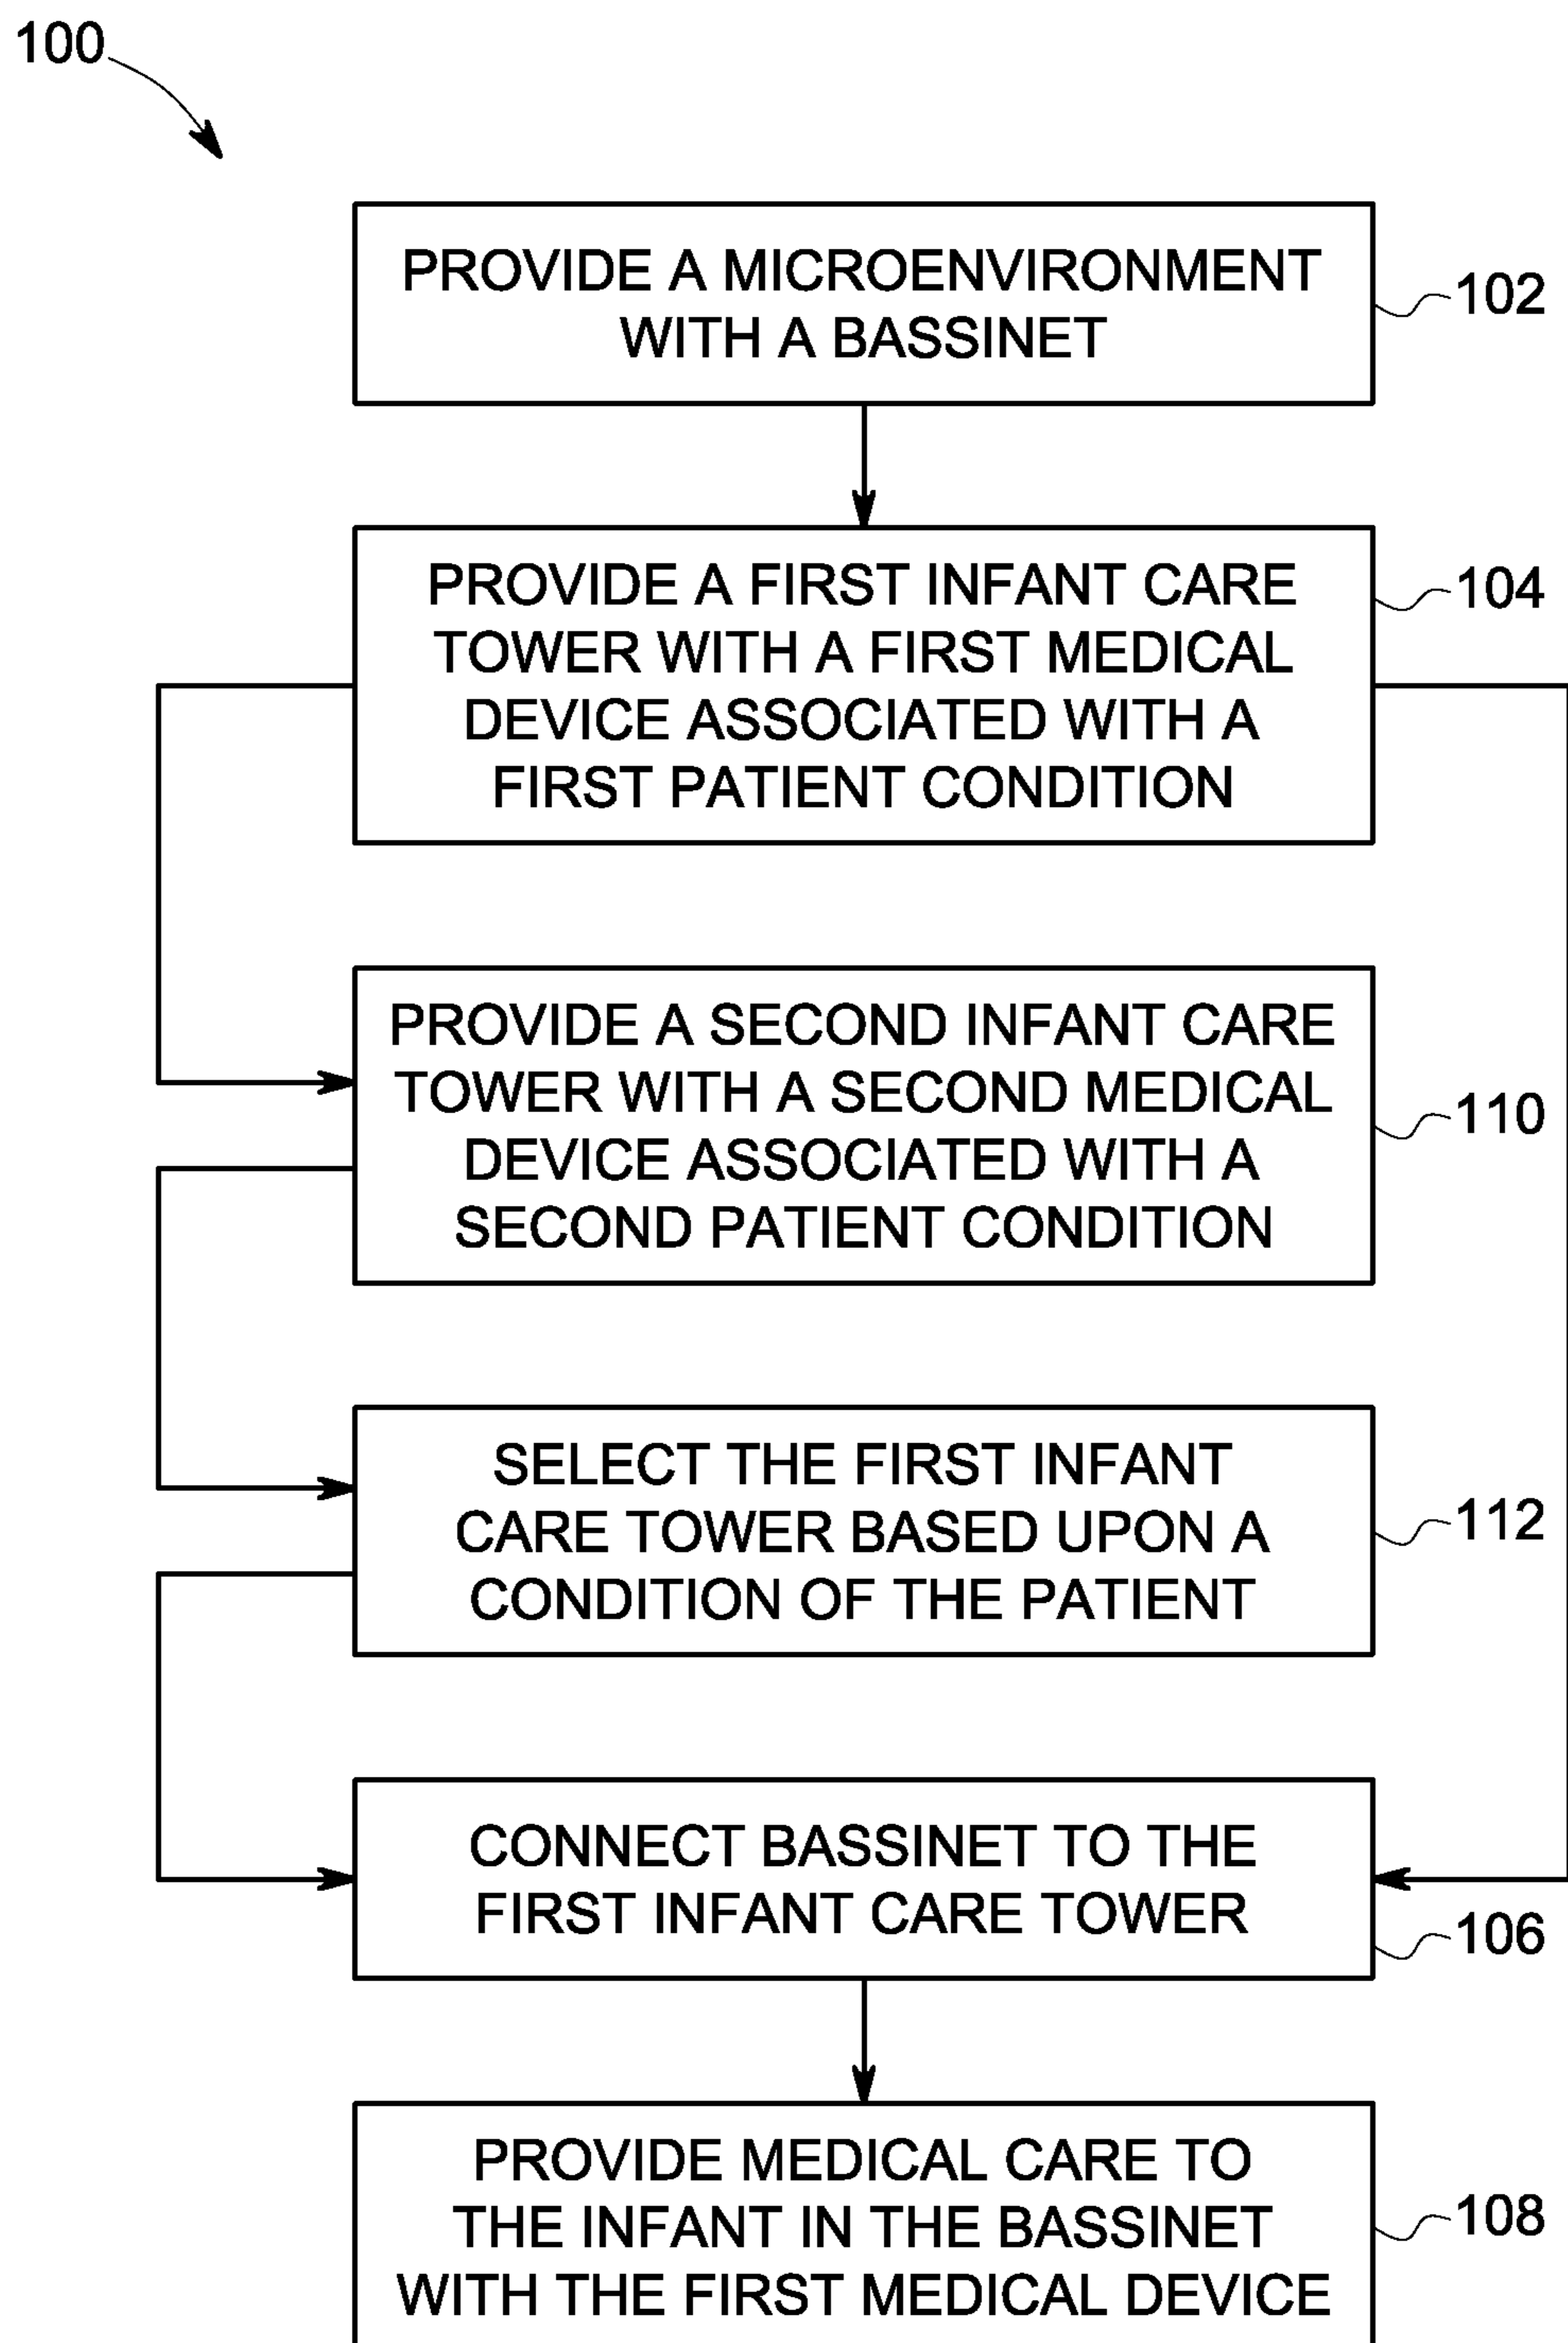 100
PROVIDE A MICROENVIRONMENT
WITH A BASSINET
102
PROVIDE A FIRST INFANT CARE
TOWER WITH A FIRST MEDICAL
DEVICE ASSOCIATED WITH A
FIRST PATIENT CONDITION
104
PROVIDE A SECOND INFANT CARE
TOWER WITH A SECOND MEDICAL
DEVICE ASSOCIATED WITH A
SECOND PATIENT CONDITION
110
SELECT THE FIRST INFANT
CARE TOWER BASED UPON A
CONDITION OF THE PATIENT
112
CONNECT BASSINET TO THE
FIRST INFANT CARE TOWER
106
PROVIDE MEDICAL CARE TO
THE INFANT IN THE BASSINET
WITH THE FIRST MEDICAL DEVICE
108